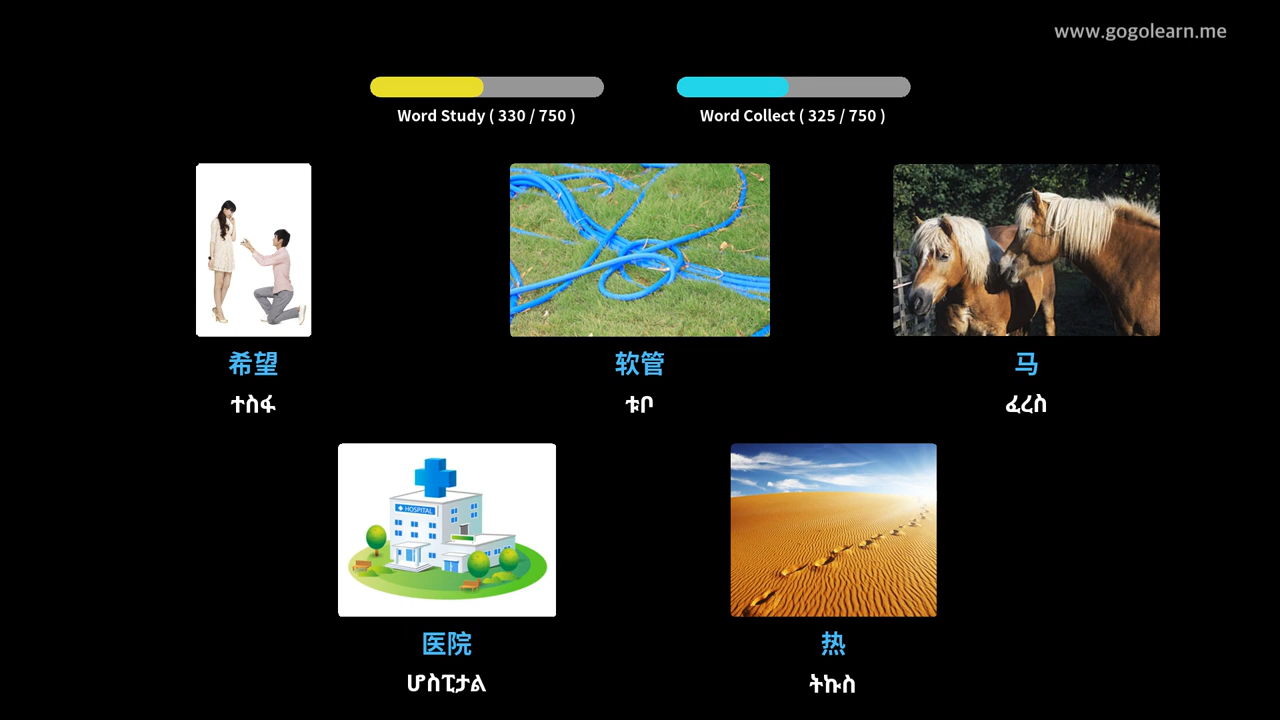 www.gogolearn.me
Word Study ( 330 / 750 )
Word Collect ( 325 / 750 )
希望
ተስፋ
软管
ቱቦ
马
ፈረስ
HOSPITAL
医院
ሆስፒታል
热
ትኩስ